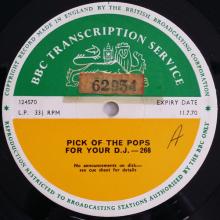 MADE IN ENGLAND BY THE BRITISH BROADCASTING CORPORATION
COPYRIGHT RECORD
BBC TRANSCRIPTION SERVICE
62934
124570
EXPIRY DATE
L.P. 33⅓ RPM
11.7.70
PICK OF THE POPS
FOR YOUR D.J. — 266
A
No announcements on disk—
see cue sheet for details
REPRODUCTION RESTRICTED TO BROADCASTING STATIONS AUTHORISED BY THE BBC ONLY